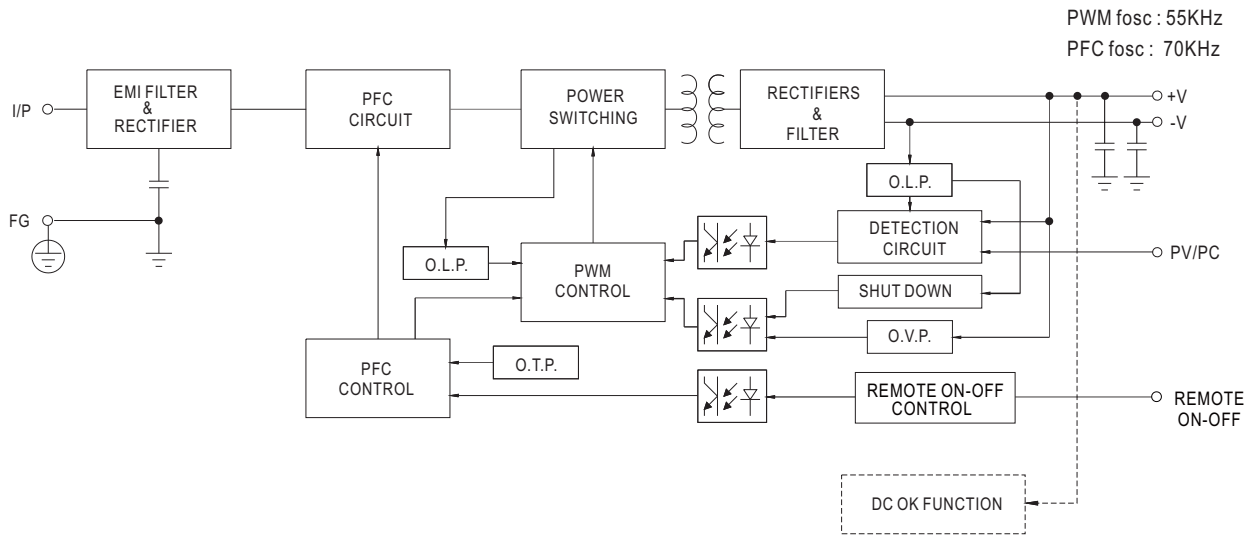 PWM fosc : 55KHz
PFC fosc : 70KHz
I/P
EMI FILTER
&
RECTIFIER
PFC
CIRCUIT
POWER
SWITCHING
RECTIFIERS
&
FILTER
+V
-V
O.L.P.
FG
DETECTION
CIRCUIT
PV/PC
O.L.P.
PWM
CONTROL
SHUT DOWN
O.V.P.
O.T.P.
PFC
CONTROL
REMOTE ON-OFF
CONTROL
REMOTE
ON-OFF
DC OK FUNCTION